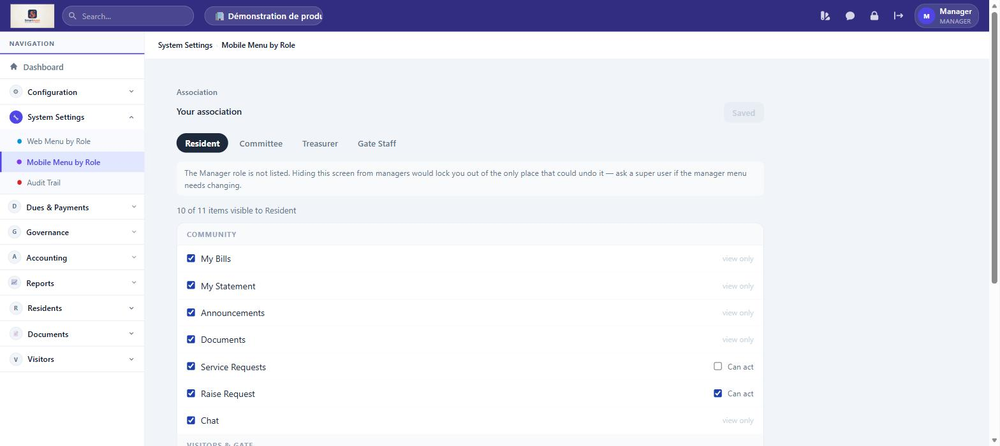 Search...
Démonstration de produ
M
Manager
MANAGER
NAVIGATION
Dashboard
Configuration
System Settings
Web Menu by Role
Mobile Menu by Role
Audit Trail
D
Dues & Payments
G
Governance
A
Accounting
Reports
R
Residents
Documents
V
Visitors
System Settings
Mobile Menu by Role
Association
Your association
Saved
Resident
Committee
Treasurer
Gate Staff
The Manager role is not listed. Hiding this screen from managers would lock you out of the only place that could undo it — ask a super user if the manager menu
needs changing.
10 of 11 items visible to Resident
COMMUNITY
My Bills
view only
My Statement
view only
Announcements
view only
Documents
view only
Service Requests
Can act
Raise Request
Can act
Chat
view only
VISITORS & GATE